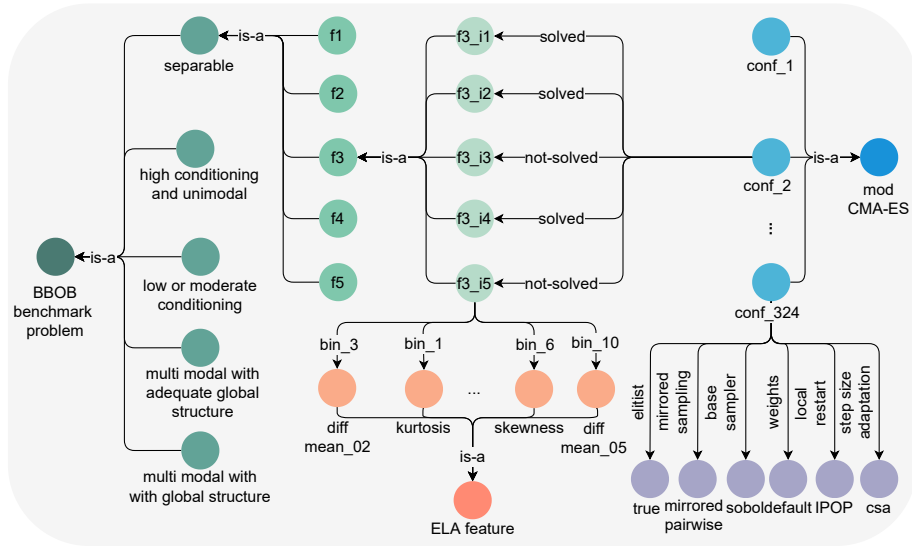 is-a
separable
f1
f2
f3
f4
f5
high conditioning
and unimodal
is-a
BBOB
benchmark
problem
low or moderate
conditioning
multi modal with
adequate global
structure
multi modal with
with global structure
is-a
f3_i1
f3_i2
f3_i3
f3_i4
f3_i5
solved
solved
not-solved
solved
not-solved
conf_1
conf_2
...
conf_324
is-a
mod
CMA-ES
bin_3
bin_1
bin_6
bin_10
...
diff
mean_02
kurtosis
skewness
diff
mean_05
is-a
ELA feature
elitist
mirrored
sampling
base
sampler
weights
local
restart
step size
adaptation
true
mirrored
pairwise
sobol
default
IPOP
csa